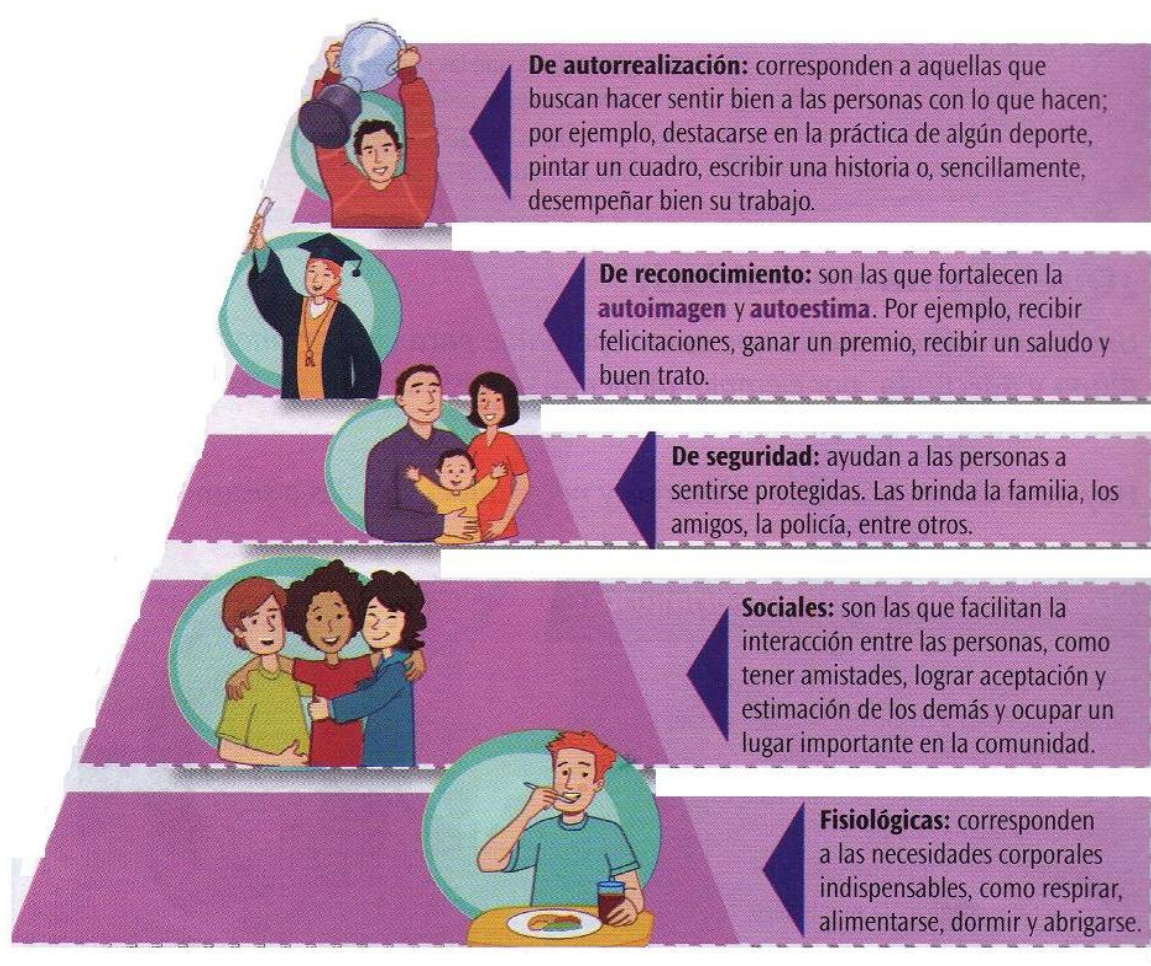 De autorrealización: corresponden a aquellas que
buscan hacer sentir bien a las personas con lo que hacen;
por ejemplo, destacarse en la práctica de algún deporte,
pintar un cuadro, escribir una historia o, sencillamente,
desempeñar bien su trabajo.
De reconocimiento: son las que fortalecen la
autoimagen y autoestima. Por ejemplo, recibir
felicitaciones, ganar un premio, recibir un saludo y
buen trato.
De seguridad: ayudan a las personas a
sentirse protegidas. Las brinda la familia, los
amigos, la policía, entre otros.
Sociales: son las que facilitan la
interacción entre las personas, como
tener amistades, lograr aceptación y
estimación de los demás y ocupar un
lugar importante en la comunidad.
Fisiológicas: corresponden
a las necesidades corporales
indispensables, como respirar,
alimentarse, dormir y abrigarse.